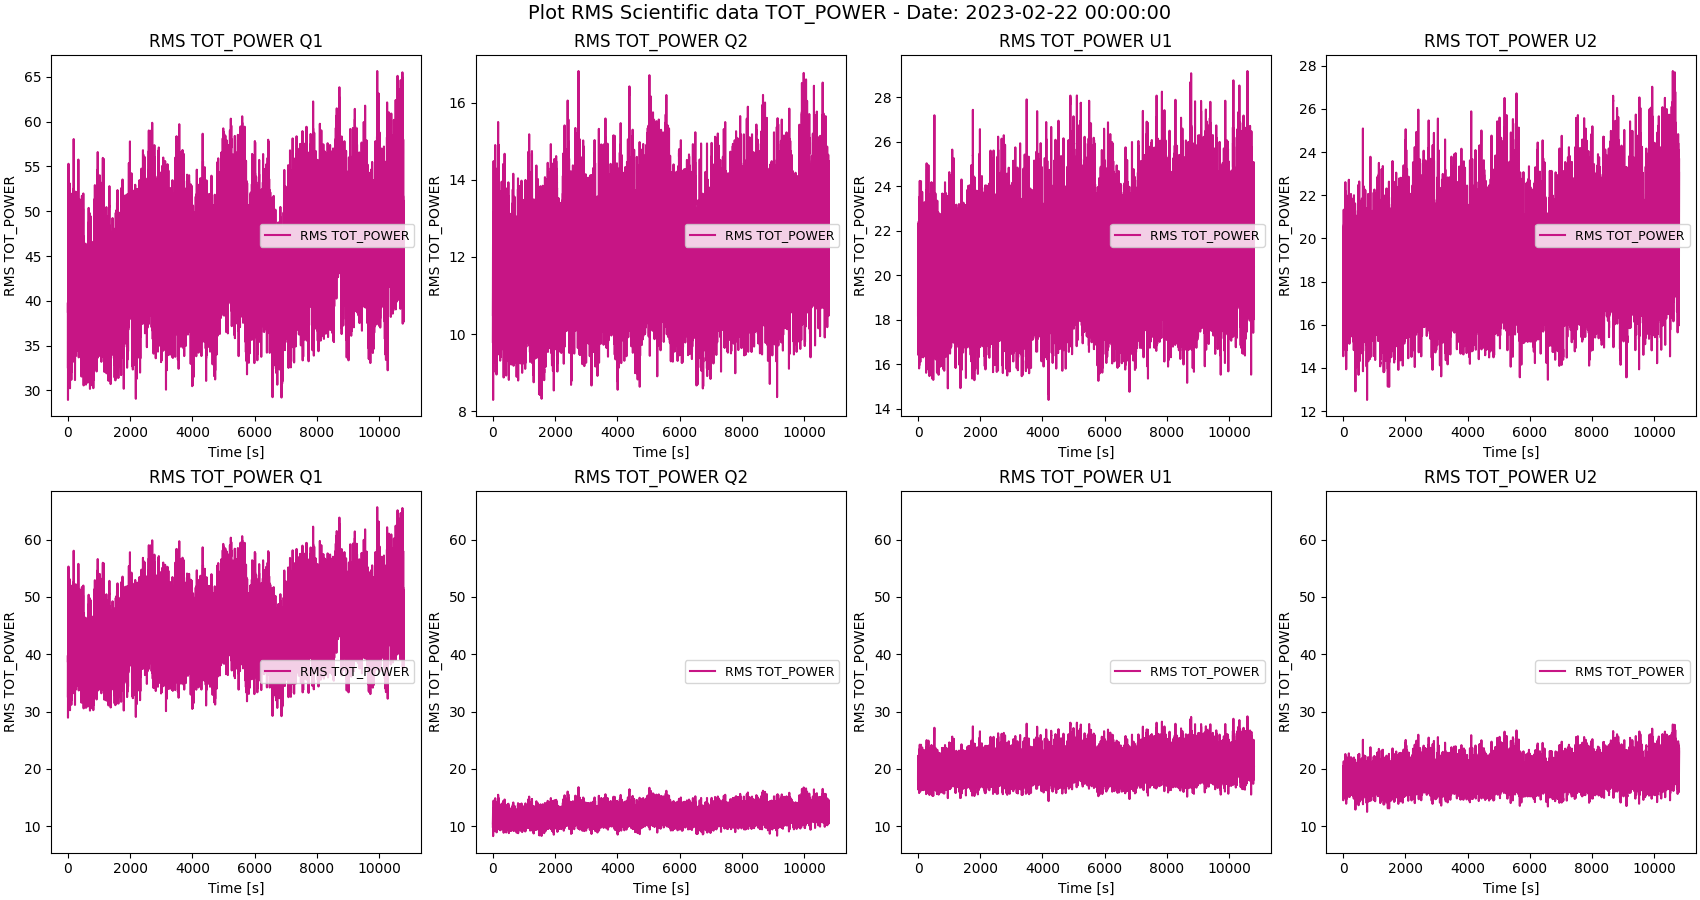 Plot RMS Scientific data TOT_POWER - Date: 2023-02-22 00:00:00
RMS TOT_POWER Q1
RMS TOT_POWER
65
60
55
50
45
40
35
30
RMS TOT_POWER
0 2000 4000 6000 8000 10000
Time [s]
RMS TOT_POWER Q2
RMS TOT_POWER
16
14
12
10
8
RMS TOT_POWER
0 2000 4000 6000 8000 10000
Time [s]
RMS TOT_POWER U1
RMS TOT_POWER
28
26
24
22
20
18
16
14
RMS TOT_POWER
0 2000 4000 6000 8000 10000
Time [s]
RMS TOT_POWER U2
RMS TOT_POWER
28
26
24
22
20
18
16
14
12
RMS TOT_POWER
0 2000 4000 6000 8000 10000
Time [s]
RMS TOT_POWER Q1
RMS TOT_POWER
60
50
40
30
20
10
RMS TOT_POWER
0 2000 4000 6000 8000 10000
Time [s]
RMS TOT_POWER Q2
RMS TOT_POWER
60
50
40
30
20
10
RMS TOT_POWER
0 2000 4000 6000 8000 10000
Time [s]
RMS TOT_POWER U1
RMS TOT_POWER
60
50
40
30
20
10
RMS TOT_POWER
0 2000 4000 6000 8000 10000
Time [s]
RMS TOT_POWER U2
RMS TOT_POWER
60
50
40
30
20
10
RMS TOT_POWER
0 2000 4000 6000 8000 10000
Time [s]